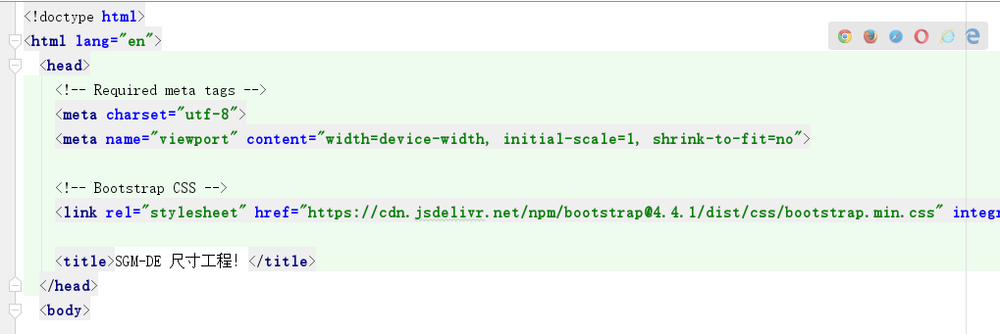 <!doctype html>
<html lang="en">
<head>
<!-- Required meta tags -->
<meta charset="utf-8">
<meta name="viewport" content="width=device-width, initial-scale=1, shrink-to-fit=no">
<!-- Bootstrap CSS -->
<link rel="stylesheet" href="https://cdn.jsdelivr.net/npm/bootstrap@4.4.1/dist/css/bootstrap.min.css" integr
<title>SGM-DE 尺寸工程! </title>
</head>
<body>